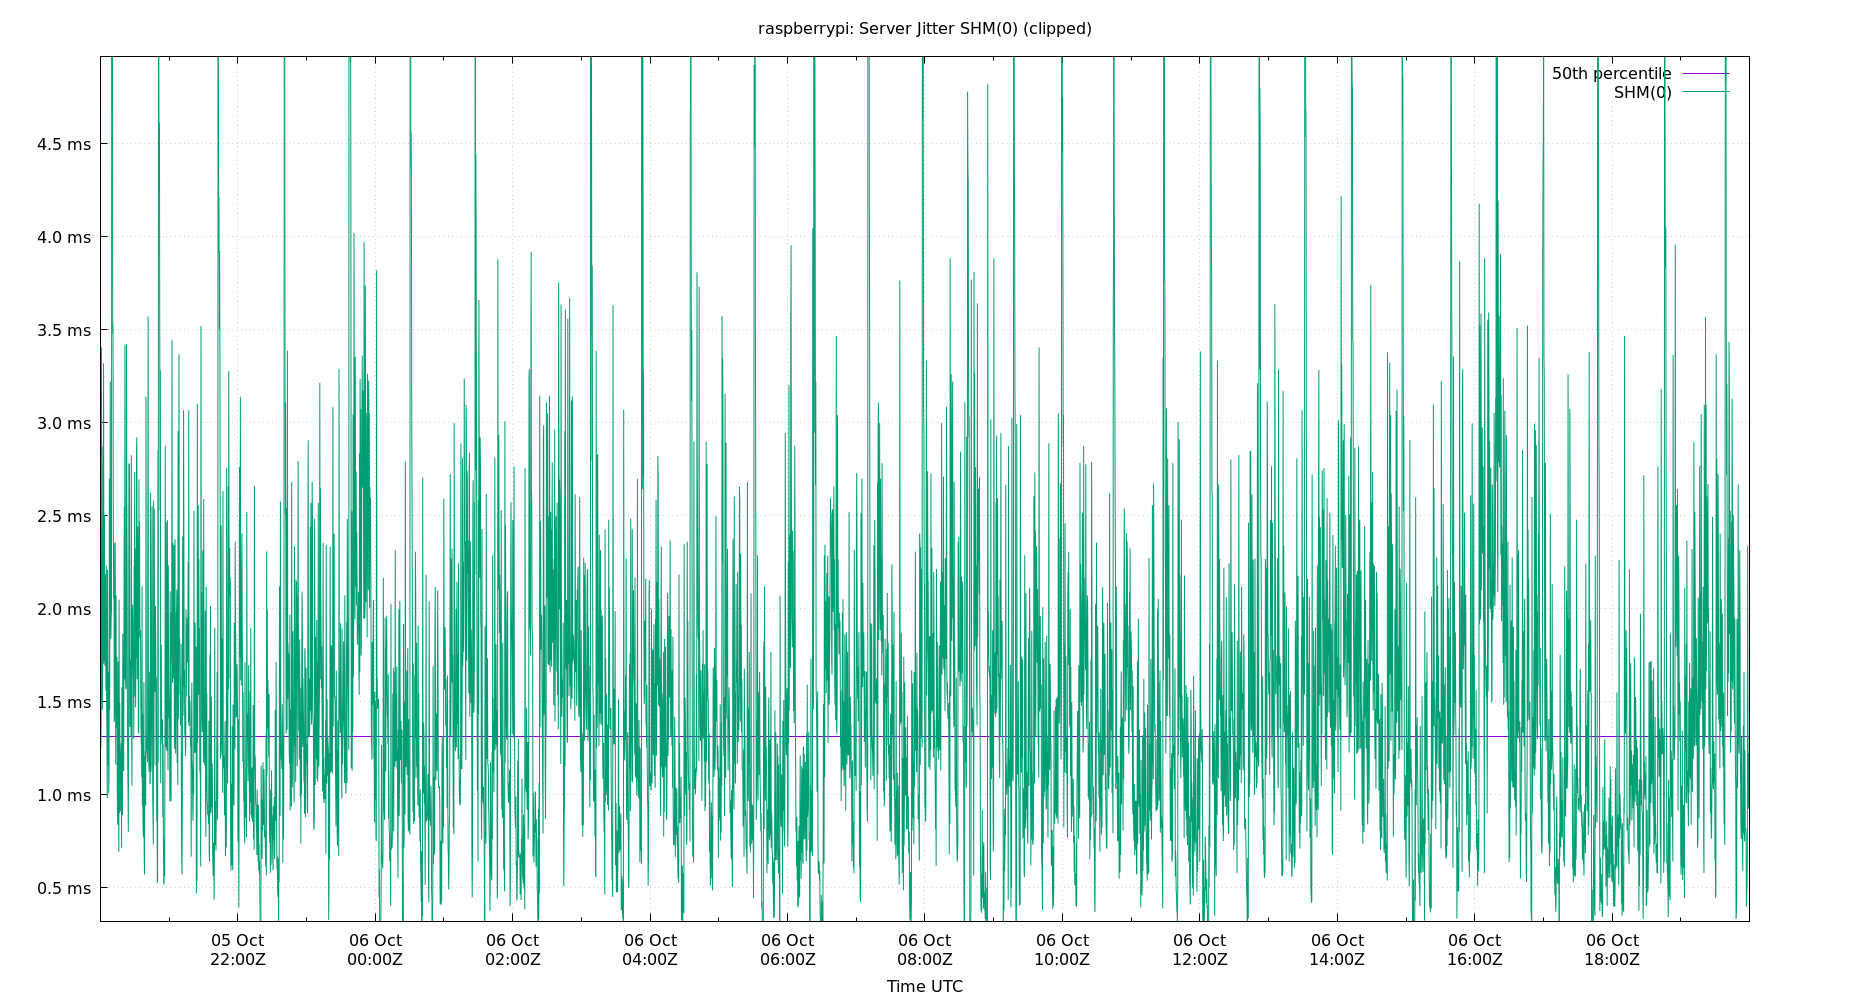 raspberrypi: Server Jitter SHM(0) (clipped)
50th percentile
SHM(0)
4.5 ms
4.0 ms
3.5 ms
3.0 ms
2.5 ms
2.0 ms
1.5 ms
1.0 ms
0.5 ms
05 Oct 06 Oct 06 Oct 06 Oct 06 Oct 06 Oct 06 Oct 06 Oct 06 Oct 06 Oct 06 Oct
22:00Z 00:00Z 02:00Z 04:00Z 06:00Z 08:00Z 10:00Z 12:00Z 14:00Z 16:00Z 18:00Z
Time UTC